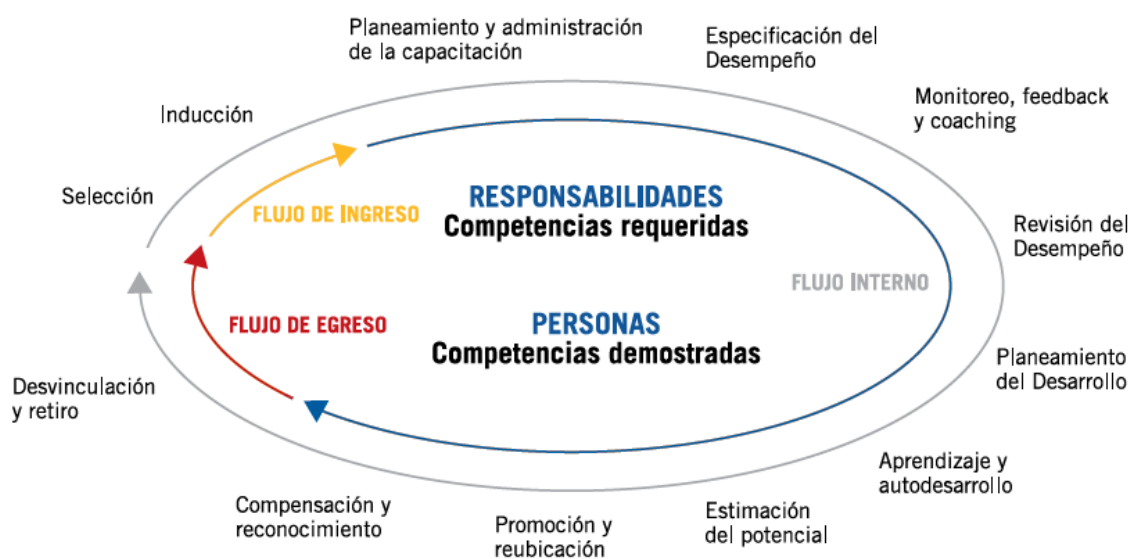 Planeamiento y administración
de la capacitación
Especificación del
Desempeño
Monitoreo, feedback
y coaching
Inducción
Selección
FLUJO DE INGRESO
RESPONSABILIDADES
Competencias requeridas
Revisión del
Desempeño
FLUJO INTERNO
FLUJO DE EGRESO
PERSONAS
Competencias demostradas
Planeamiento
del Desarrollo
Desvinculación
y retiro
Aprendizaje y
autodesarrollo
Compensación y
reconocimiento
Promoción y
reubicación
Estimación
del potencial